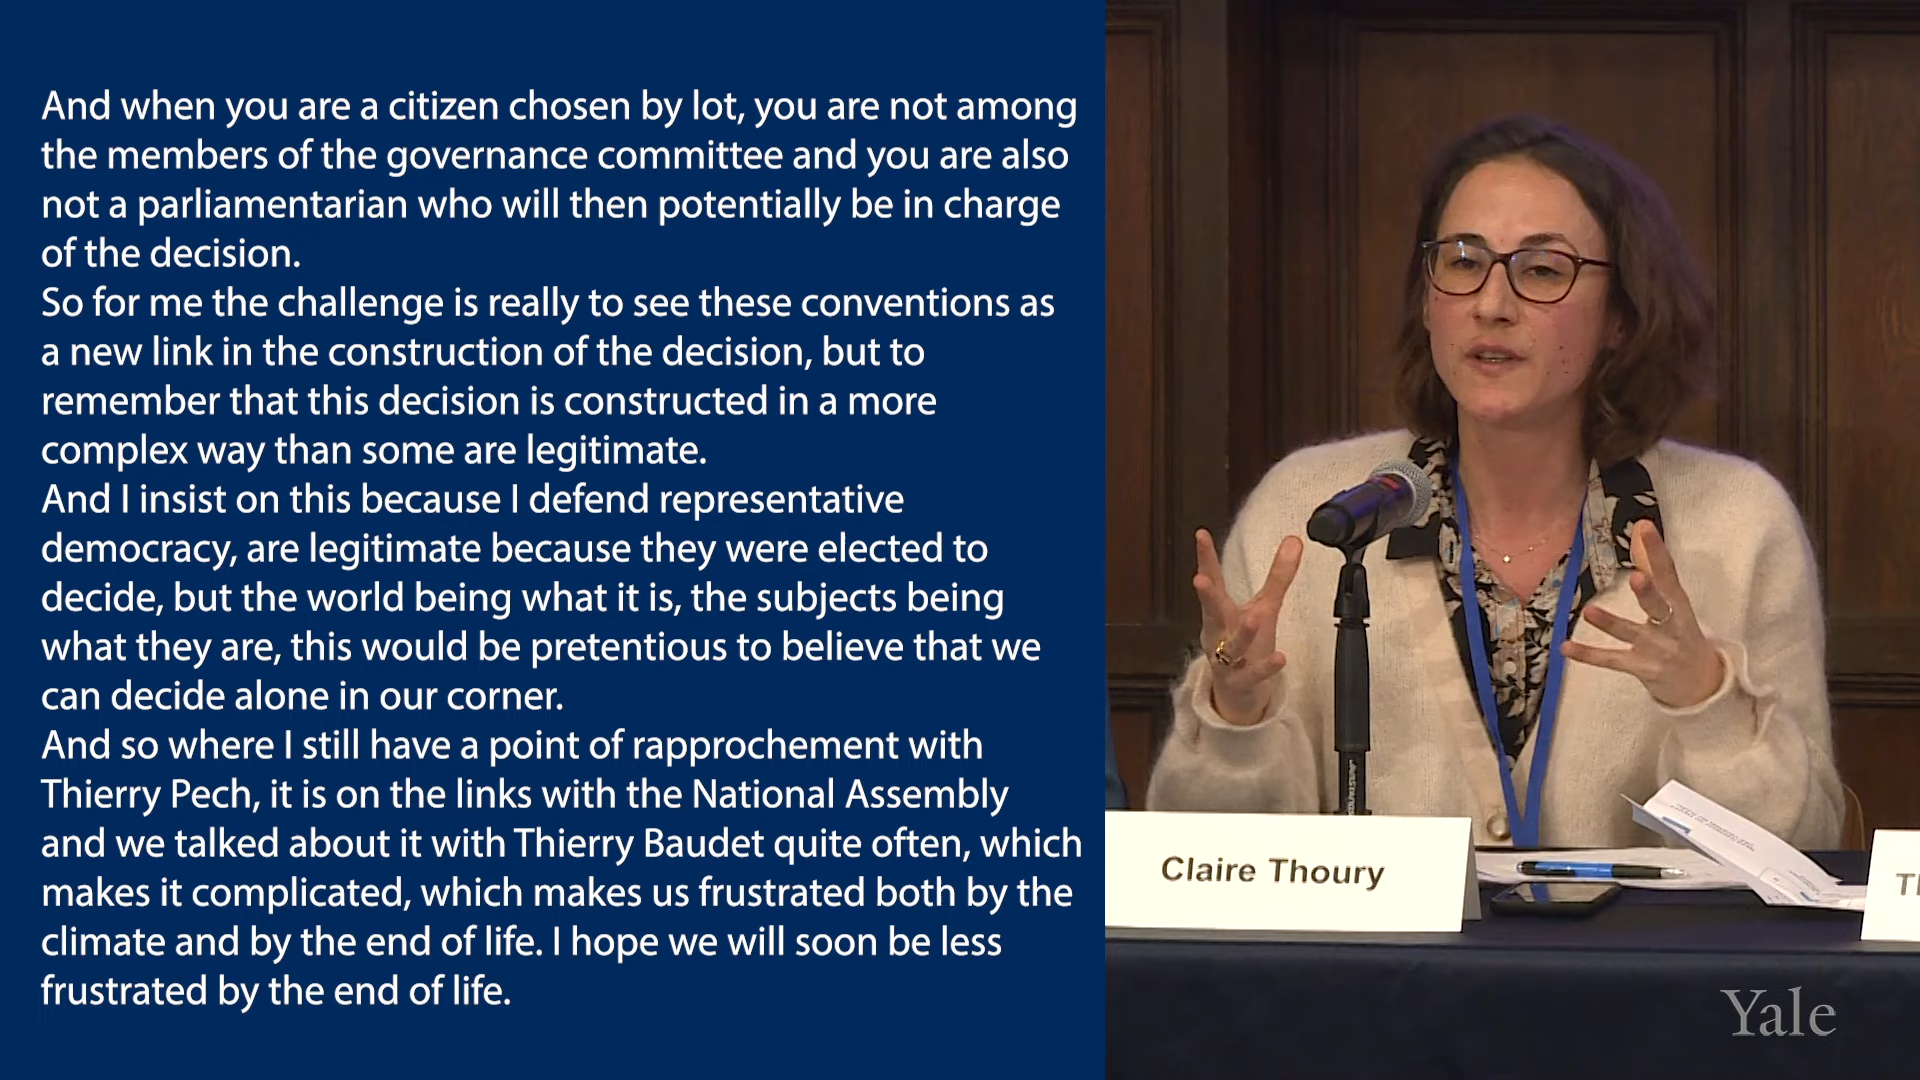 And when you are a citizen chosen by lot, you are not among
the members of the governance committee and you are also
not a parliamentarian who will then potentially be in charge
of the decision.
So for me the challenge is really to see these conventions as
a new link in the construction of the decision, but to
remember that this decision is constructed in a more
complex way than some are legitimate.
And I insist on this because I defend representative
democracy, are legitimate because they were elected to
decide, but the world being what it is, the subjects being
what they are, this would be pretentious to believe that we
can decide alone in our corner.
And so where I still have a point of rapprochement with
Thierry Pech, it is on the links with the National Assembly
and we talked about it with Thierry Baudet quite often, which
makes it complicated, which makes us frustrated both by the
climate and by the end of life. I hope we will soon be less
frustrated by the end of life.
Claire Thoury
Yale